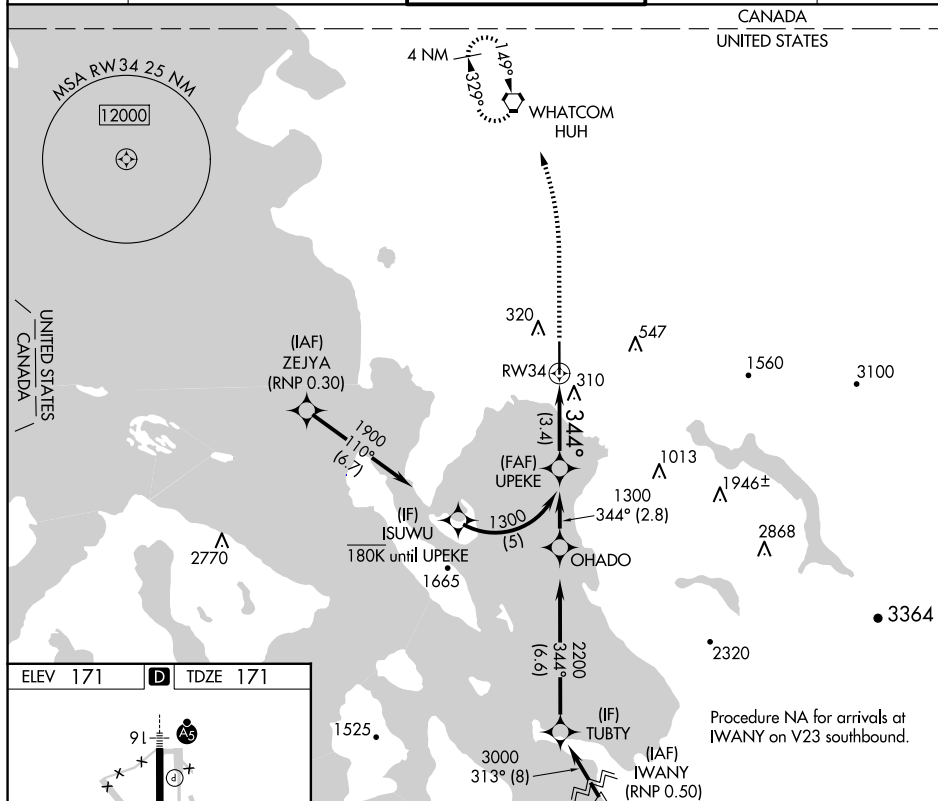 CANADA
UNITED STATES
MSA RW34 25 NM
12000
4 NM
149°
329°
WHATCOM
HUH
UNITED STATES
CANADA
320
547
(IAF)
ZEJYA
(RNP 0.30)
RW34
310
1560
3100
1900
110°
(6.7)
344°
(3.4)
(FAF)
UPEKE
1013
1946±
(IF)
ISUWU
180K until UPEKE
1300
(5)
1300
344° (2.8)
2770
1665
OHADO
2868
3364
2200
344°
(6.6)
2320
ELEV 171
D
TDZE 171
(IF)
TUBTY
1525
3000
313° (8)
(IAF)
IWANY
(RNP 0.50)
Procedure NA for arrivals at
IWANY on V23 southbound.
16
A5
P